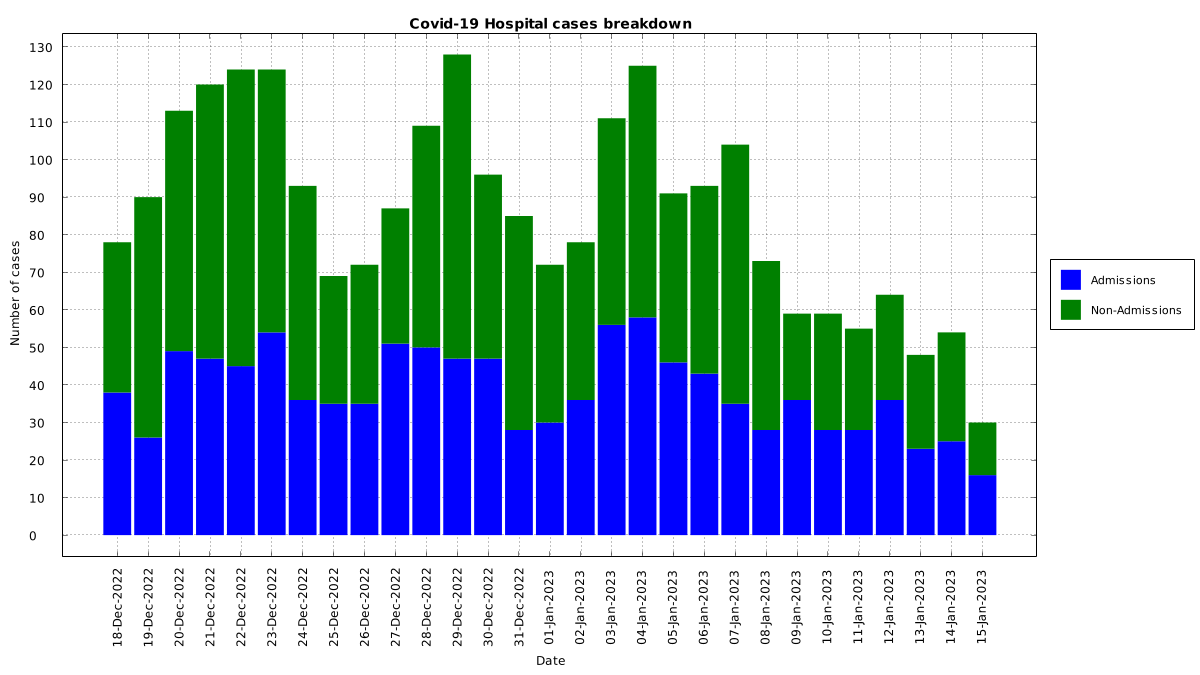 Covid-19 Hospital cases breakdown
130
120
110
100
90
80
70
60
50
40
30
20
10
0
Number of cases
18-Dec-2022
19-Dec-2022
20-Dec-2022
21-Dec-2022
22-Dec-2022
23-Dec-2022
24-Dec-2022
25-Dec-2022
26-Dec-2022
27-Dec-2022
28-Dec-2022
29-Dec-2022
30-Dec-2022
31-Dec-2022
01-Jan-2023
02-Jan-2023
03-Jan-2023
04-Jan-2023
05-Jan-2023
06-Jan-2023
07-Jan-2023
08-Jan-2023
09-Jan-2023
10-Jan-2023
11-Jan-2023
12-Jan-2023
13-Jan-2023
14-Jan-2023
15-Jan-2023
Date
Admissions
Non-Admissions